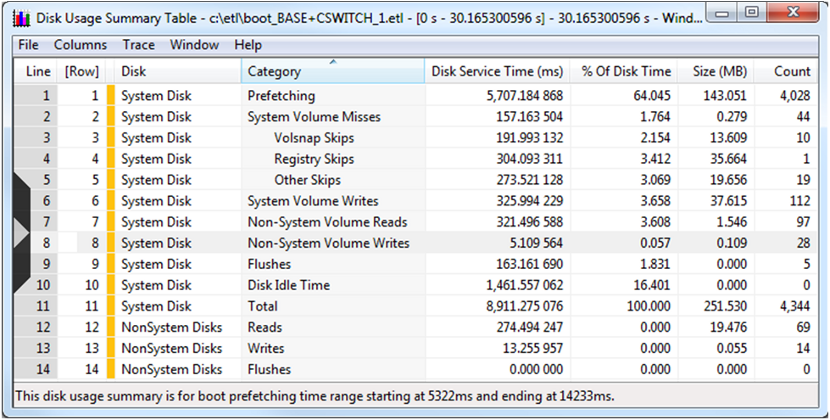 Disk Usage Summary Table - c:\etl\boot_BASE+CSWITCH_1.etl - [0 s - 30.165300596 s] - 30.165300596 s - Wind...
File Columns Trace Window Help
Line [Row] Disk Category Disk Service Time (ms) % Of Disk Time Size (MB) Count
1 1 System Disk Prefetching 5,707.184 868 64.045 143.051 4,028
2 2 System Disk System Volume Misses 157.163 504 1.764 0.279 44
3 3 System Disk Volsnap Skips 191.993 132 2.154 13.609 10
4 4 System Disk Registry Skips 304.093 311 3.412 35.664 1
5 5 System Disk Other Skips 273.521 128 3.069 19.656 19
6 6 System Disk System Volume Writes 325.994 229 3.658 37.615 112
7 7 System Disk Non-System Volume Reads 321.496 588 3.608 1.546 97
8 8 System Disk Non-System Volume Writes 5.109 564 0.057 0.109 28
9 9 System Disk Flushes 163.161 690 1.831 0.000 5
10 10 System Disk Disk Idle Time 1,461.557 062 16.401 0.000 0
11 11 System Disk Total 8,911.275 076 100.000 251.530 4,344
12 12 NonSystem Disks Reads 274.494 247 0.000 19.476 69
13 13 NonSystem Disks Writes 13.255 957 0.000 0.055 14
14 14 NonSystem Disks Flushes 0.000 000 0.000 0.000 0
This disk usage summary is for boot prefetching time range starting at 5322ms and ending at 14233ms.